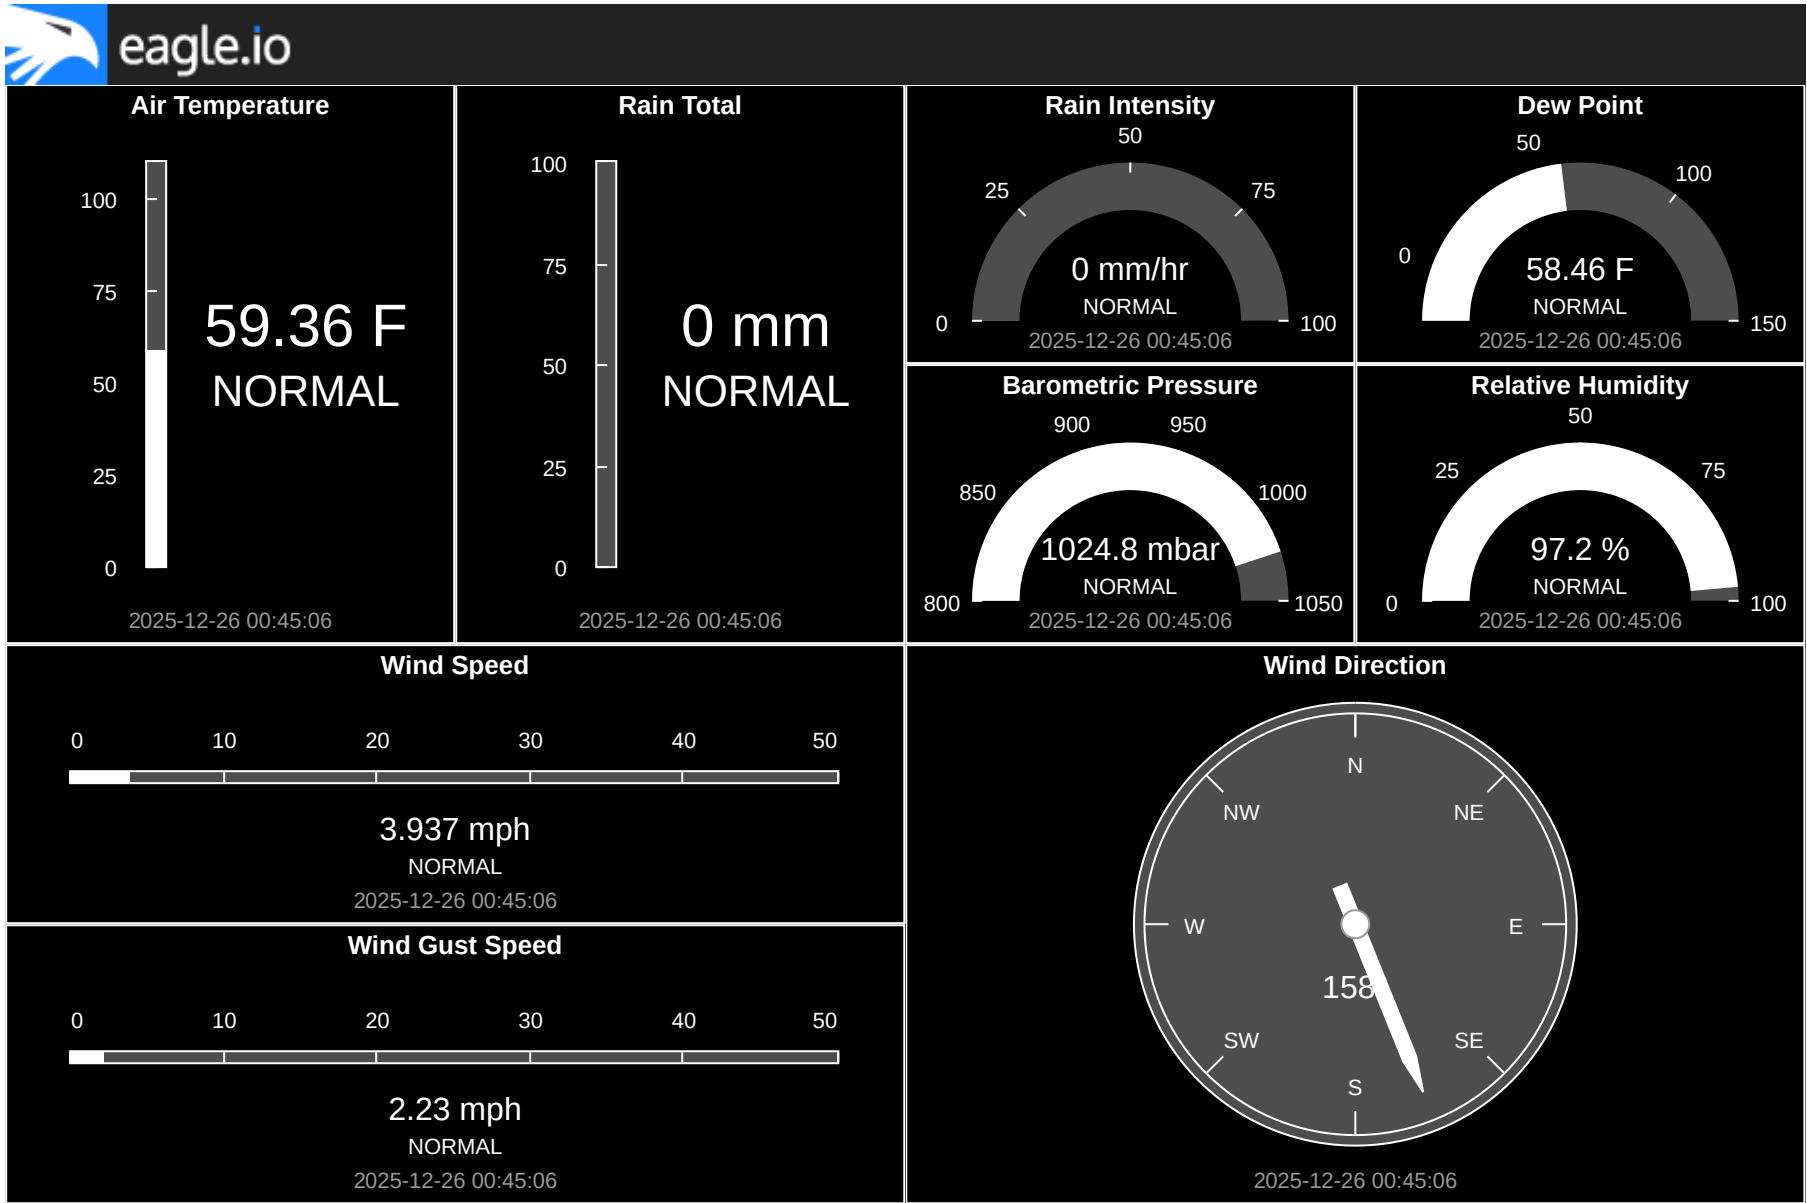 eagle.io
Air Temperature
100
75
50
25
0
59.36 F
NORMAL
2025-12-26 00:45:06
Rain Total
100
75
50
25
0
0 mm
NORMAL
2025-12-26 00:45:06
Rain Intensity
0
25
50
75
100
0 mm/hr
NORMAL
2025-12-26 00:45:06
Dew Point
0
50
100
150
58.46 F
NORMAL
2025-12-26 00:45:06
Barometric Pressure
800
850
900
950
1000
1050
1024.8 mbar
NORMAL
2025-12-26 00:45:06
Relative Humidity
0
25
50
75
100
97.2 %
NORMAL
2025-12-26 00:45:06
Wind Speed
0 10 20 30 40 50
3.937 mph
NORMAL
2025-12-26 00:45:06
Wind Gust Speed
0 10 20 30 40 50
2.23 mph
NORMAL
2025-12-26 00:45:06
Wind Direction
N
NW NE
W E
158
SW SE
S
2025-12-26 00:45:06